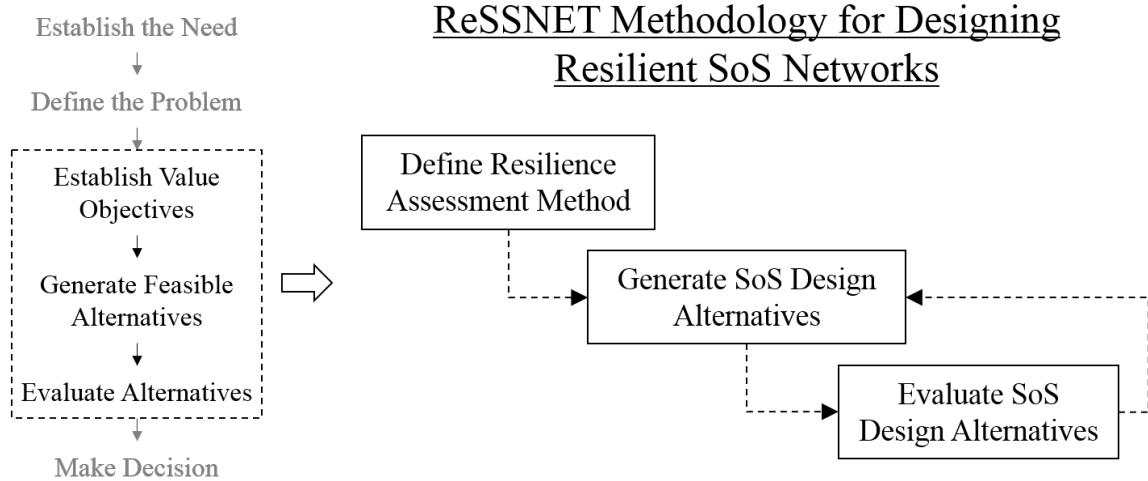 ReSSNET Methodology for Designing
Resilient SoS Networks
Establish the Need
Define the Problem
Establish Value
Objectives
Generate Feasible
Alternatives
Evaluate Alternatives
Make Decision
Define Resilience
Assessment Method
Generate SoS Design
Alternatives
Evaluate SoS
Design Alternatives